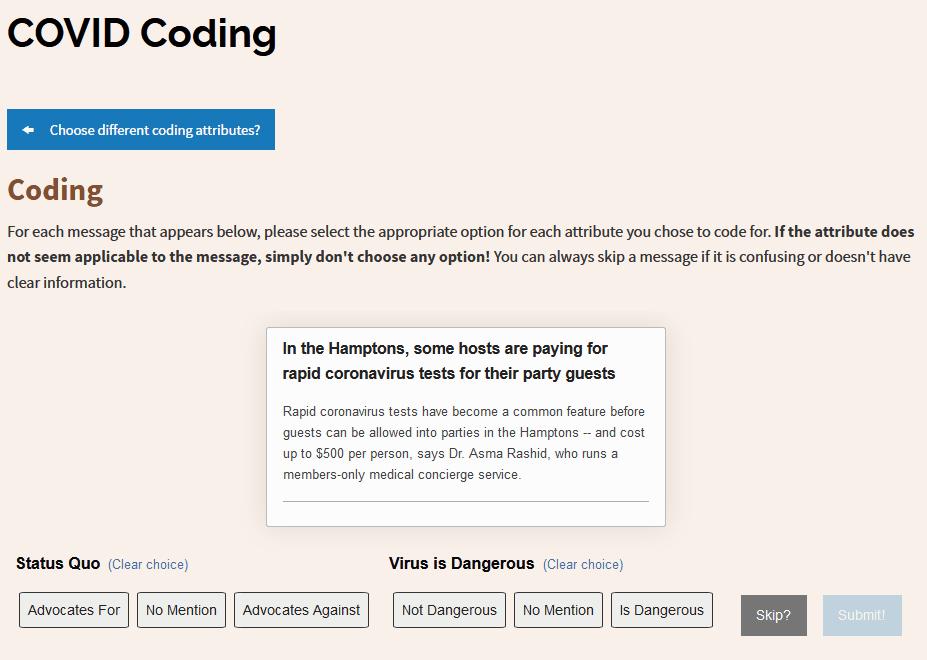 COVID Coding
Choose different coding attributes?
Coding
For each message that appears below, please select the appropriate option for each attribute you chose to code for. If the attribute does
not seem applicable to the message, simply don't choose any option! You can always skip a message if it is confusing or doesn't have
clear information.
In the Hamptons, some hosts are paying for
rapid coronavirus tests for their party guests
Rapid coronavirus tests have become a common feature before
guests can be allowed into parties in the Hamptons -- and cost
up to $500 per person, says Dr. Asma Rashid, who runs a
members-only medical concierge service.
Status Quo (Clear choice) Virus is Dangerous (Clear choice)
Advocates For No Mention Advocates Against Not Dangerous No Mention Is Dangerous Skip? Submit!